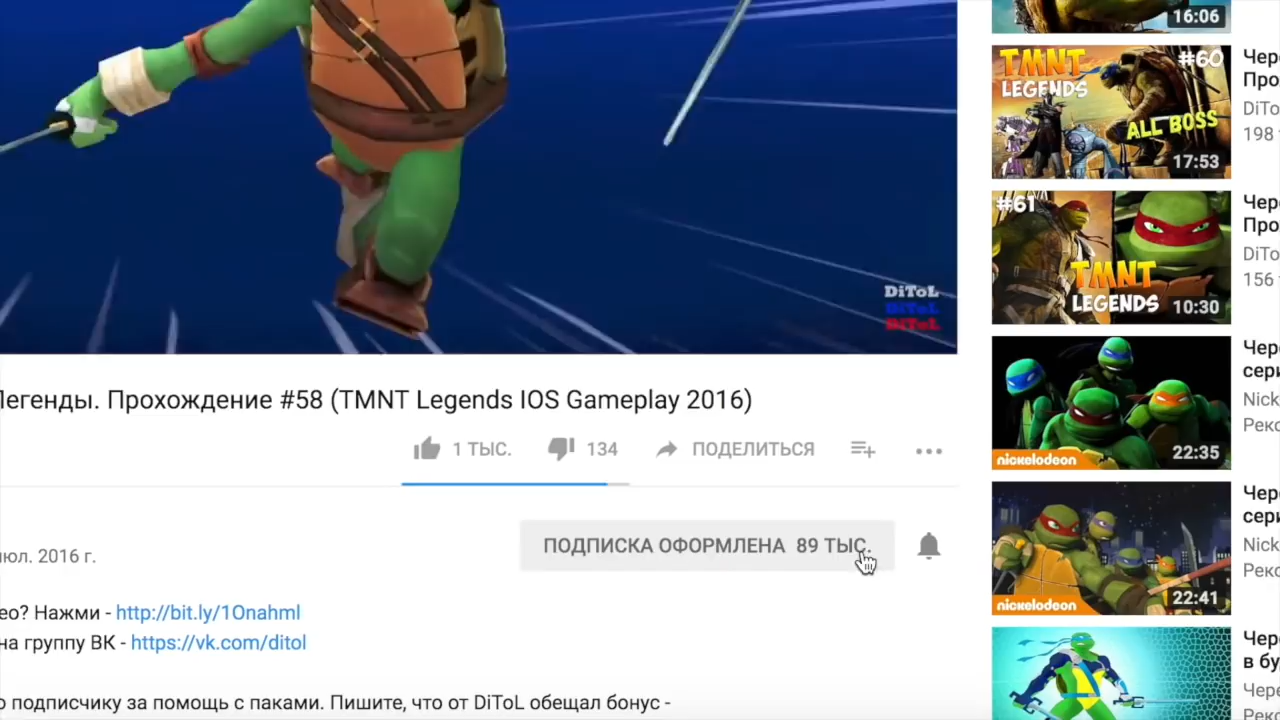 DiToL
DiToL
DiToL
Легенды. Прохождение #58 (TMNT Legends IOS Gameplay 2016)
1 ТЫС.
134
ПОДЕЛИТЬСЯ
ПОДПИСКА ОФОРМЛЕНА 89 ТЫС.
июл. 2016 г.
ео? Нажми - http://bit.ly/1Onahml
на группу ВК - https://vk.com/ditol
о подписчику за помощь с паками. Пишите, что от DiToL обещал бонус -
16:06
TMNT
LEGENDS
#60
ALL BOSS
17:53
Чер
Про
DiTo
198
#61
TMNT
LEGENDS
10:30
Чер
Про
DiTo
156 т
nickelodeon
22:35
Чер
сери
Nick
Реко
nickelodeon
22:41
Чер
сери
Nick
Реко
Чер
в бу
Чере
Реко